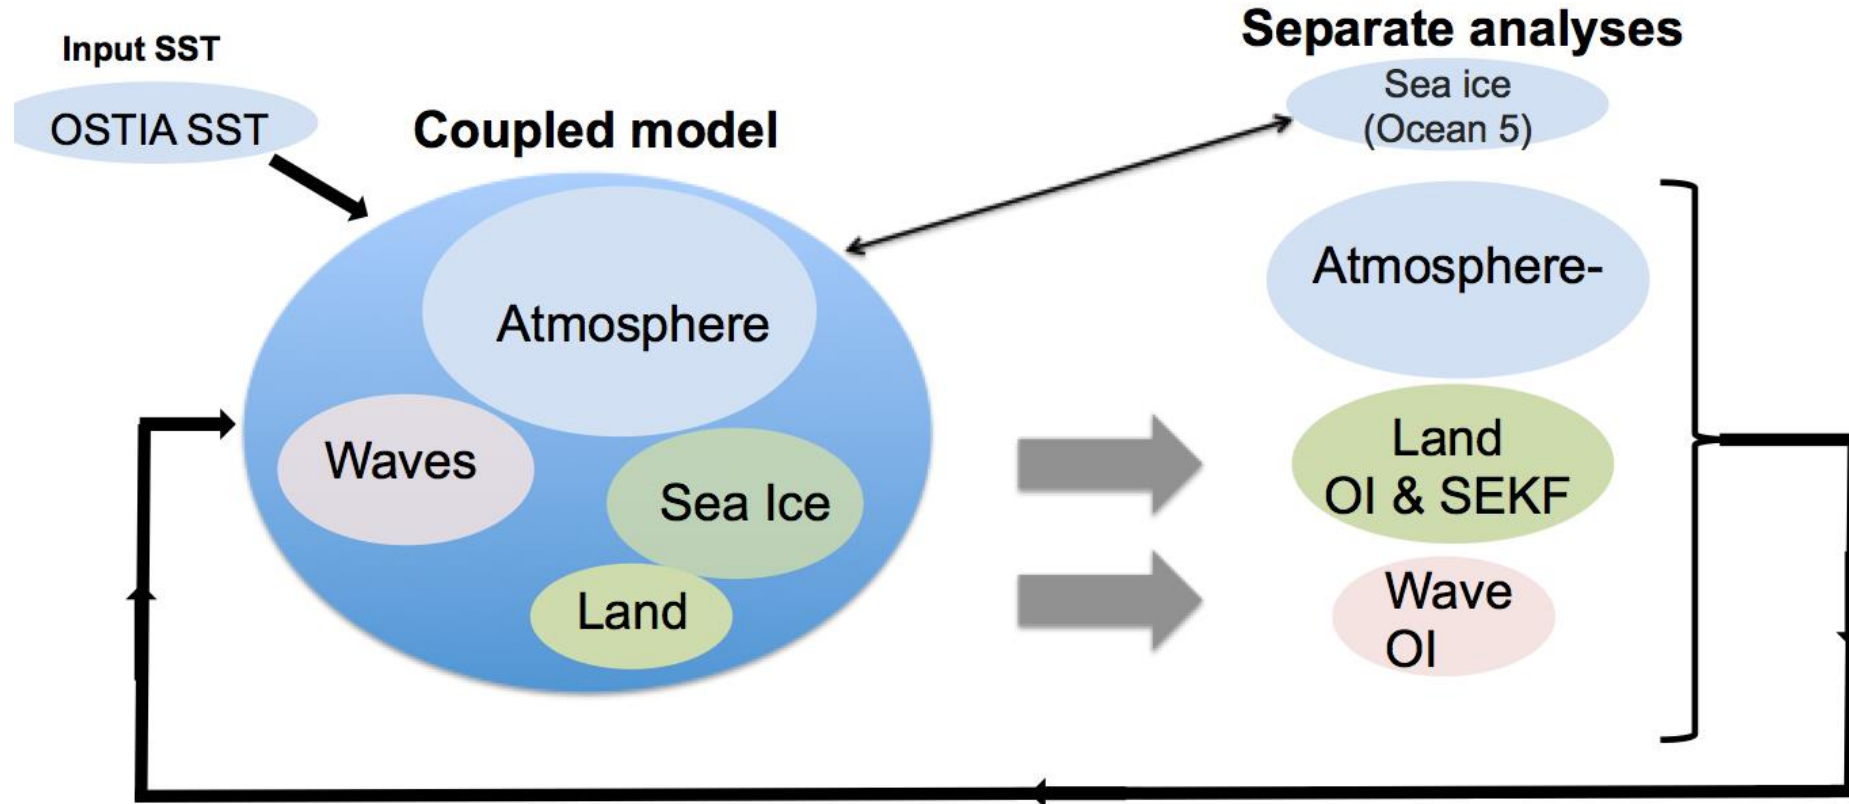 Input SST
OSTIA SST
Coupled model
Atmosphere
Waves
Sea Ice
Land
Separate analyses
Sea ice
(Ocean 5)
Atmosphere-
Land
OI & SEKF
Wave
OI